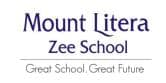 Mount Litera
Zee School
Great School. Great Future